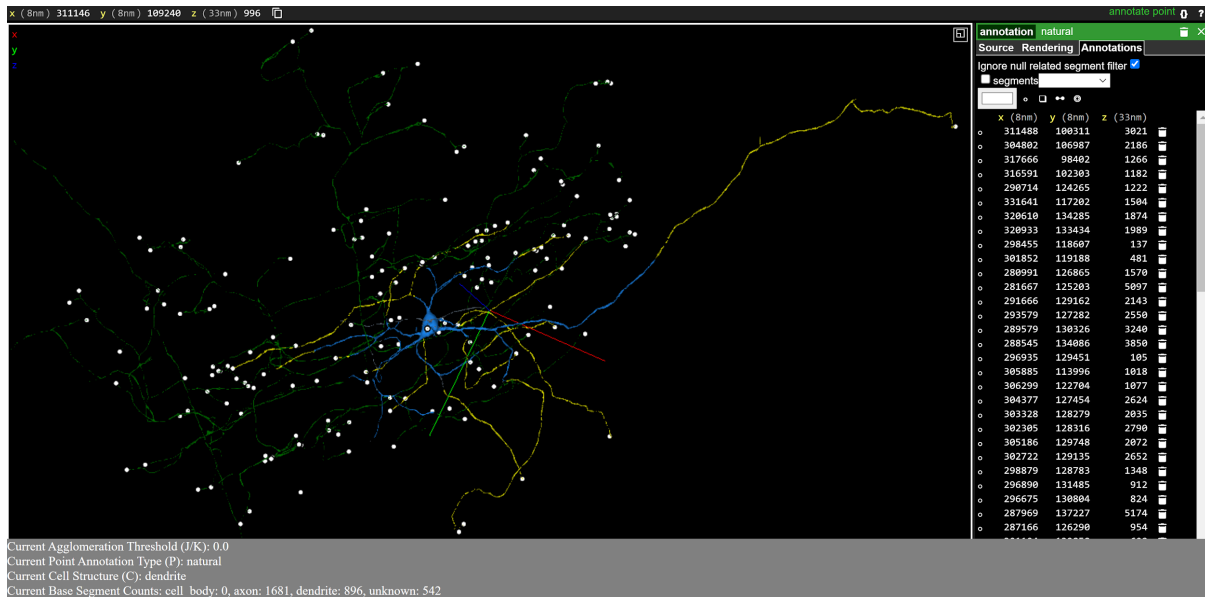 x (8nm) 311146 y (8nm) 109240 z (33nm) 996
annotate point {} ?
x
y
z
annotation natural
Source Rendering Annotations
Ignore null related segment filter
segments
x (8nm) y (8nm) z (33nm)
311488 100311 3021
304802 106987 2186
317666 98402 1266
316591 102303 1182
290714 124265 1222
331641 117202 1504
320610 134285 1874
320933 133434 1989
298455 118607 137
301852 119188 481
280991 126865 1570
281667 125203 5097
291666 129162 2143
293579 127282 2550
289579 130326 3240
288545 134086 3850
296935 129451 105
305885 113996 1018
306299 122704 1077
304377 127454 2624
303328 128279 2035
302305 128316 2790
305186 129748 2072
302722 129135 2652
298879 128783 1348
296890 131485 912
296675 130804 824
287969 137227 5174
287166 126290 954
Current Agglomeration Threshold (J/K): 0.0
Current Point Annotation Type (P): natural
Current Cell Structure (C): dendrite
Current Base Segment Counts: cell_body: 0, axon: 1681, dendrite: 896, unknown: 542